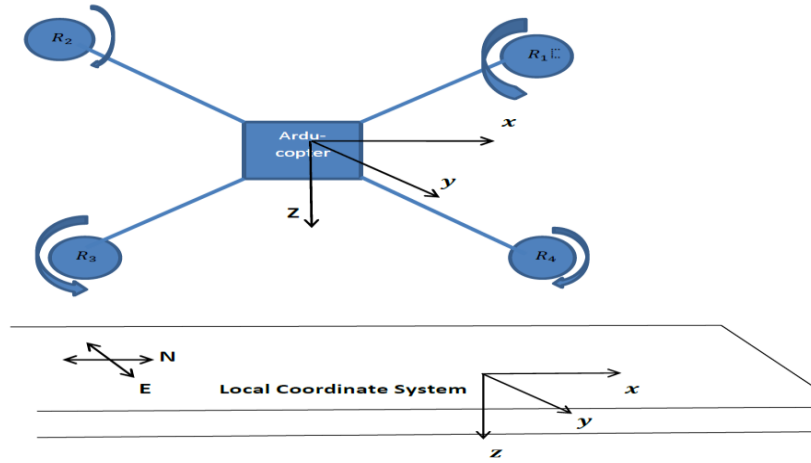 R₂
R₁
Ardu-
copter
x
y
Z
R₃
R₄
N
E
Local Coordinate System
x
y
z